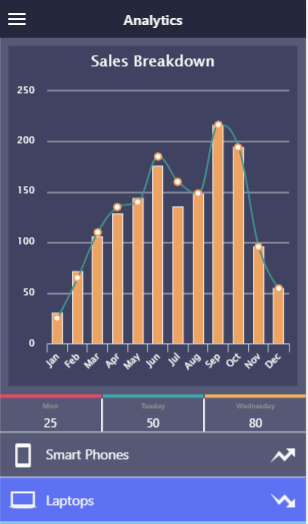 Analytics
Sales Breakdown
250
200
150
100
50
0
Jan Feb Mar Apr May Jun Jul Aug Sep Oct Nov Dec
Mon Tueday Wednesday
25 50 80
Smart Phones
Laptops